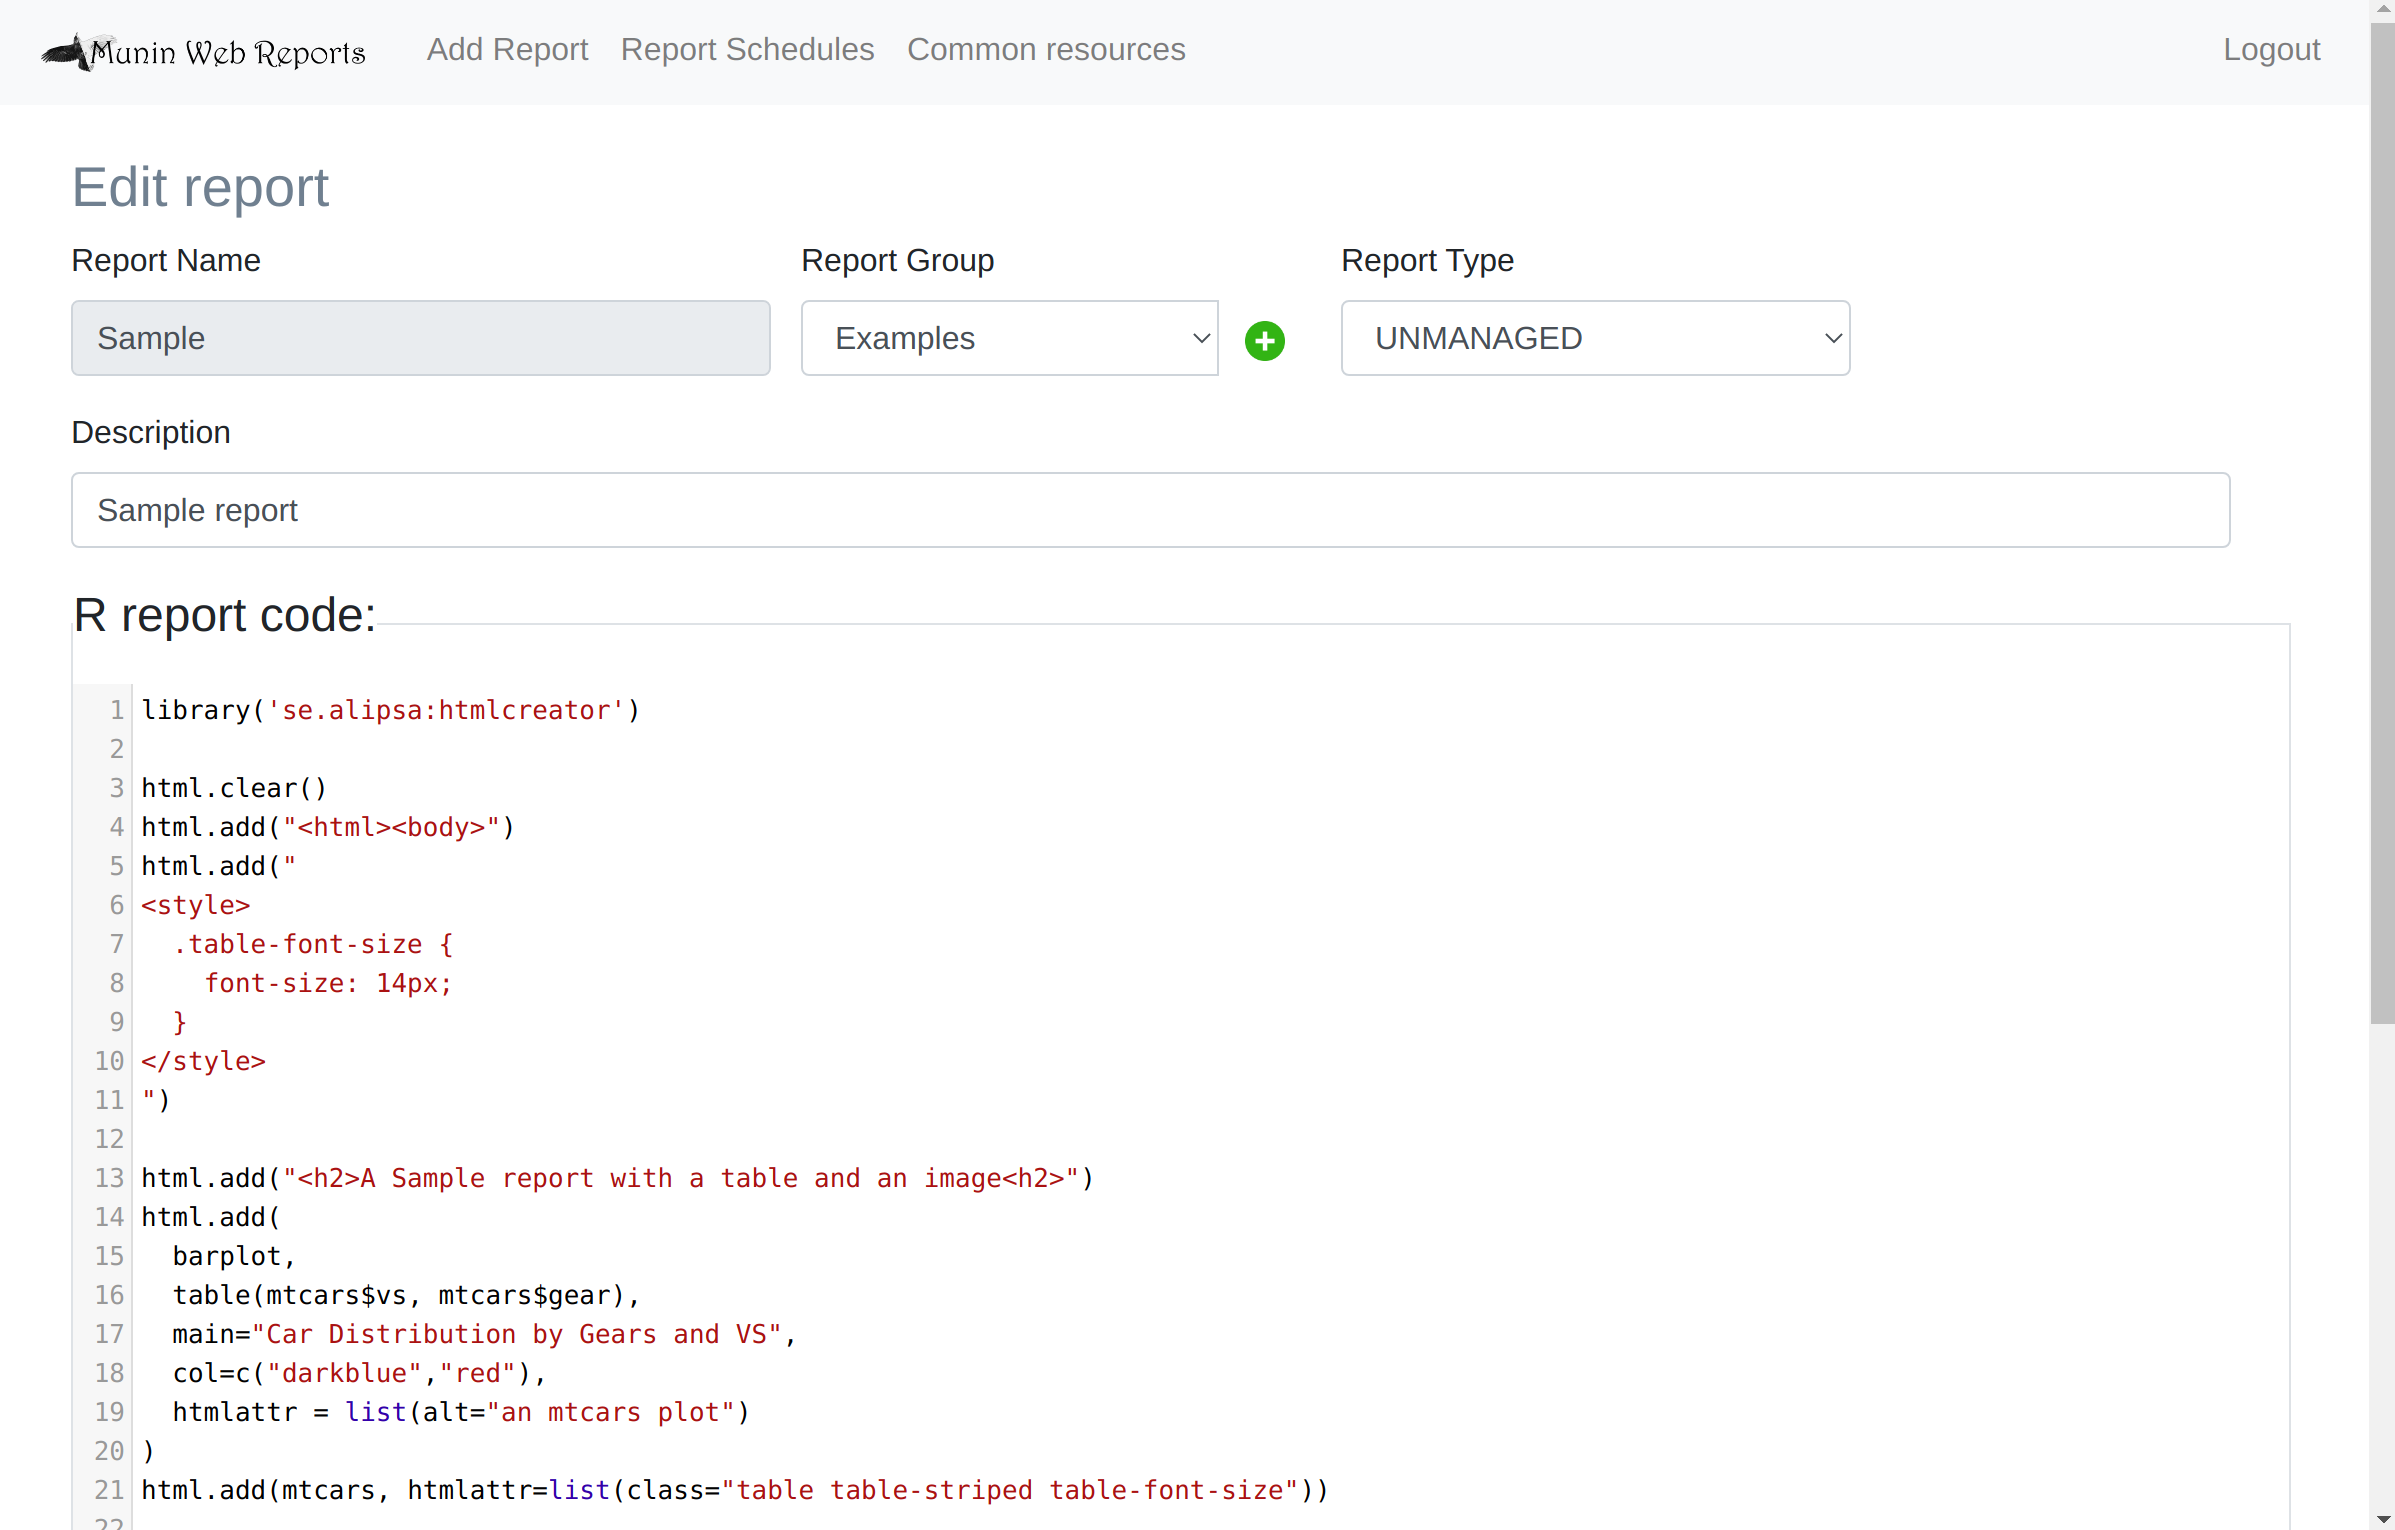 Munin Web Reports Add Report Report Schedules Common resources Logout
Edit report
Report Name Report Group Report Type
Sample Examples UNMANAGED
Description
Sample report
R report code:
1 library('se.alipsa:htmlcreator')
2
3 html.clear()
4 html.add("<html><body>")
5 html.add("
6 <style>
7   .table-font-size {
8     font-size: 14px;
9   }
10 </style>
11 ")
12
13 html.add("<h2>A Sample report with a table and an image<h2>")
14 html.add(
15   barplot,
16   table(mtcars$vs, mtcars$gear),
17   main="Car Distribution by Gears and VS",
18   col=c("darkblue","red"),
19   htmlattr = list(alt="an mtcars plot")
20 )
21 html.add(mtcars, htmlattr=list(class="table table-striped table-font-size"))
22